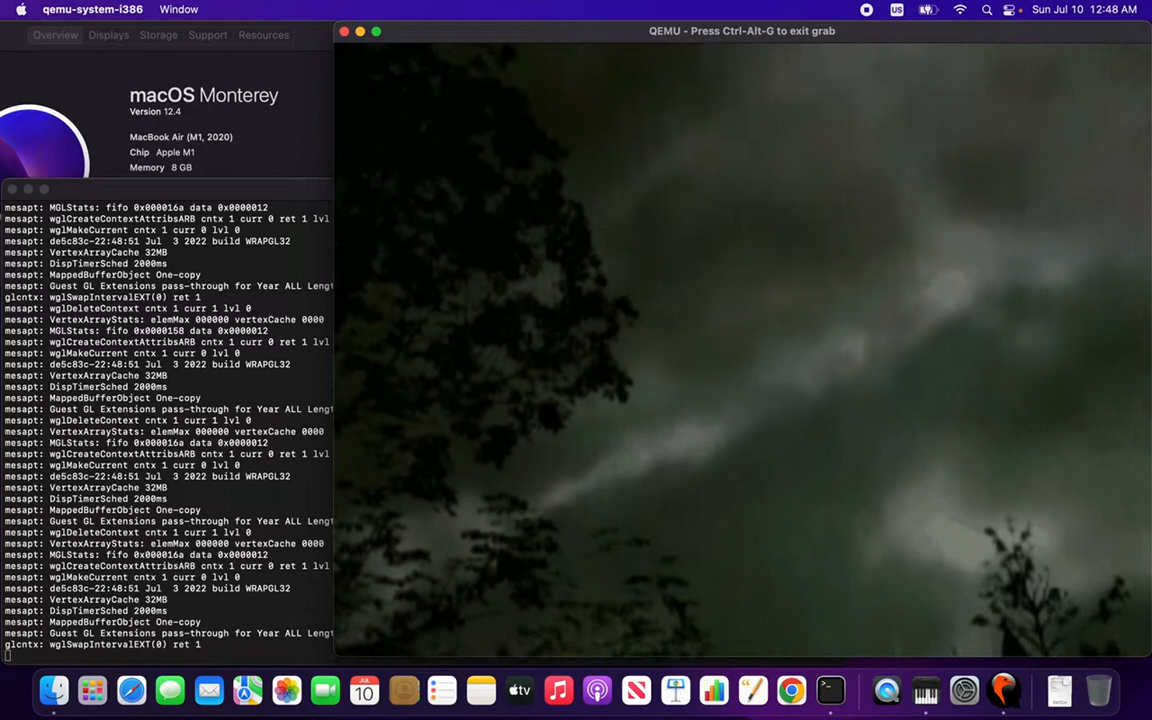 qemu-system-i386 Window US Sun Jul 10 12:48 AM
Overview Displays Storage Support Resources
QEMU - Press Ctrl-Alt-G to exit grab
macOS Monterey
Version 12.4
MacBook Air (M1, 2020)
Chip Apple M1
Memory 8 GB
mesapt: MGLStats: fifo 0x000016a data 0x0000012
mesapt: wglCreateContextAttribsARB cntx 1 curr 0 ret 1 lvl
mesapt: wglMakeCurrent cntx 1 curr 0 lvl 0
mesapt: de5c83c-22:48:51 Jul 3 2022 build WRAPGL32
mesapt: VertexArrayCache 32MB
mesapt: DispTimerSched 2000ms
mesapt: MappedBufferObject One-copy
mesapt: Guest GL Extensions pass-through for Year ALL Lengt
glcntx: wglSwapIntervalEXT(0) ret 1
mesapt: wglDeleteContext cntx 1 curr 1 lvl 0
mesapt: VertexArrayStats: elemMax 000000 vertexCache 0000
mesapt: MGLStats: fifo 0x0000158 data 0x0000012
mesapt: wglCreateContextAttribsARB cntx 1 curr 0 ret 1 lvl
mesapt: wglMakeCurrent cntx 1 curr 0 lvl 0
mesapt: de5c83c-22:48:51 Jul 3 2022 build WRAPGL32
mesapt: VertexArrayCache 32MB
mesapt: DispTimerSched 2000ms
mesapt: MappedBufferObject One-copy
mesapt: Guest GL Extensions pass-through for Year ALL Lengt
mesapt: wglDeleteContext cntx 1 curr 0 lvl 0
mesapt: VertexArrayStats: elemMax 000000 vertexCache 0000
mesapt: MGLStats: fifo 0x000016a data 0x0000012
mesapt: wglCreateContextAttribsARB cntx 1 curr 0 ret 1 lvl
mesapt: wglMakeCurrent cntx 1 curr 0 lvl 0
mesapt: de5c83c-22:48:51 Jul 3 2022 build WRAPGL32
mesapt: VertexArrayCache 32MB
mesapt: DispTimerSched 2000ms
mesapt: MappedBufferObject One-copy
mesapt: Guest GL Extensions pass-through for Year ALL Lengt
mesapt: wglDeleteContext cntx 1 curr 0 lvl 0
mesapt: VertexArrayStats: elemMax 000000 vertexCache 0000
mesapt: MGLStats: fifo 0x000016a data 0x0000012
mesapt: wglCreateContextAttribsARB cntx 1 curr 0 ret 1 lvl
mesapt: wglMakeCurrent cntx 1 curr 0 lvl 0
mesapt: de5c83c-22:48:51 Jul 3 2022 build WRAPGL32
mesapt: VertexArrayCache 32MB
mesapt: DispTimerSched 2000ms
mesapt: MappedBufferObject One-copy
mesapt: Guest GL Extensions pass-through for Year ALL Lengt
glcntx: wglSwapIntervalEXT(0) ret 1
JUL
10
tv